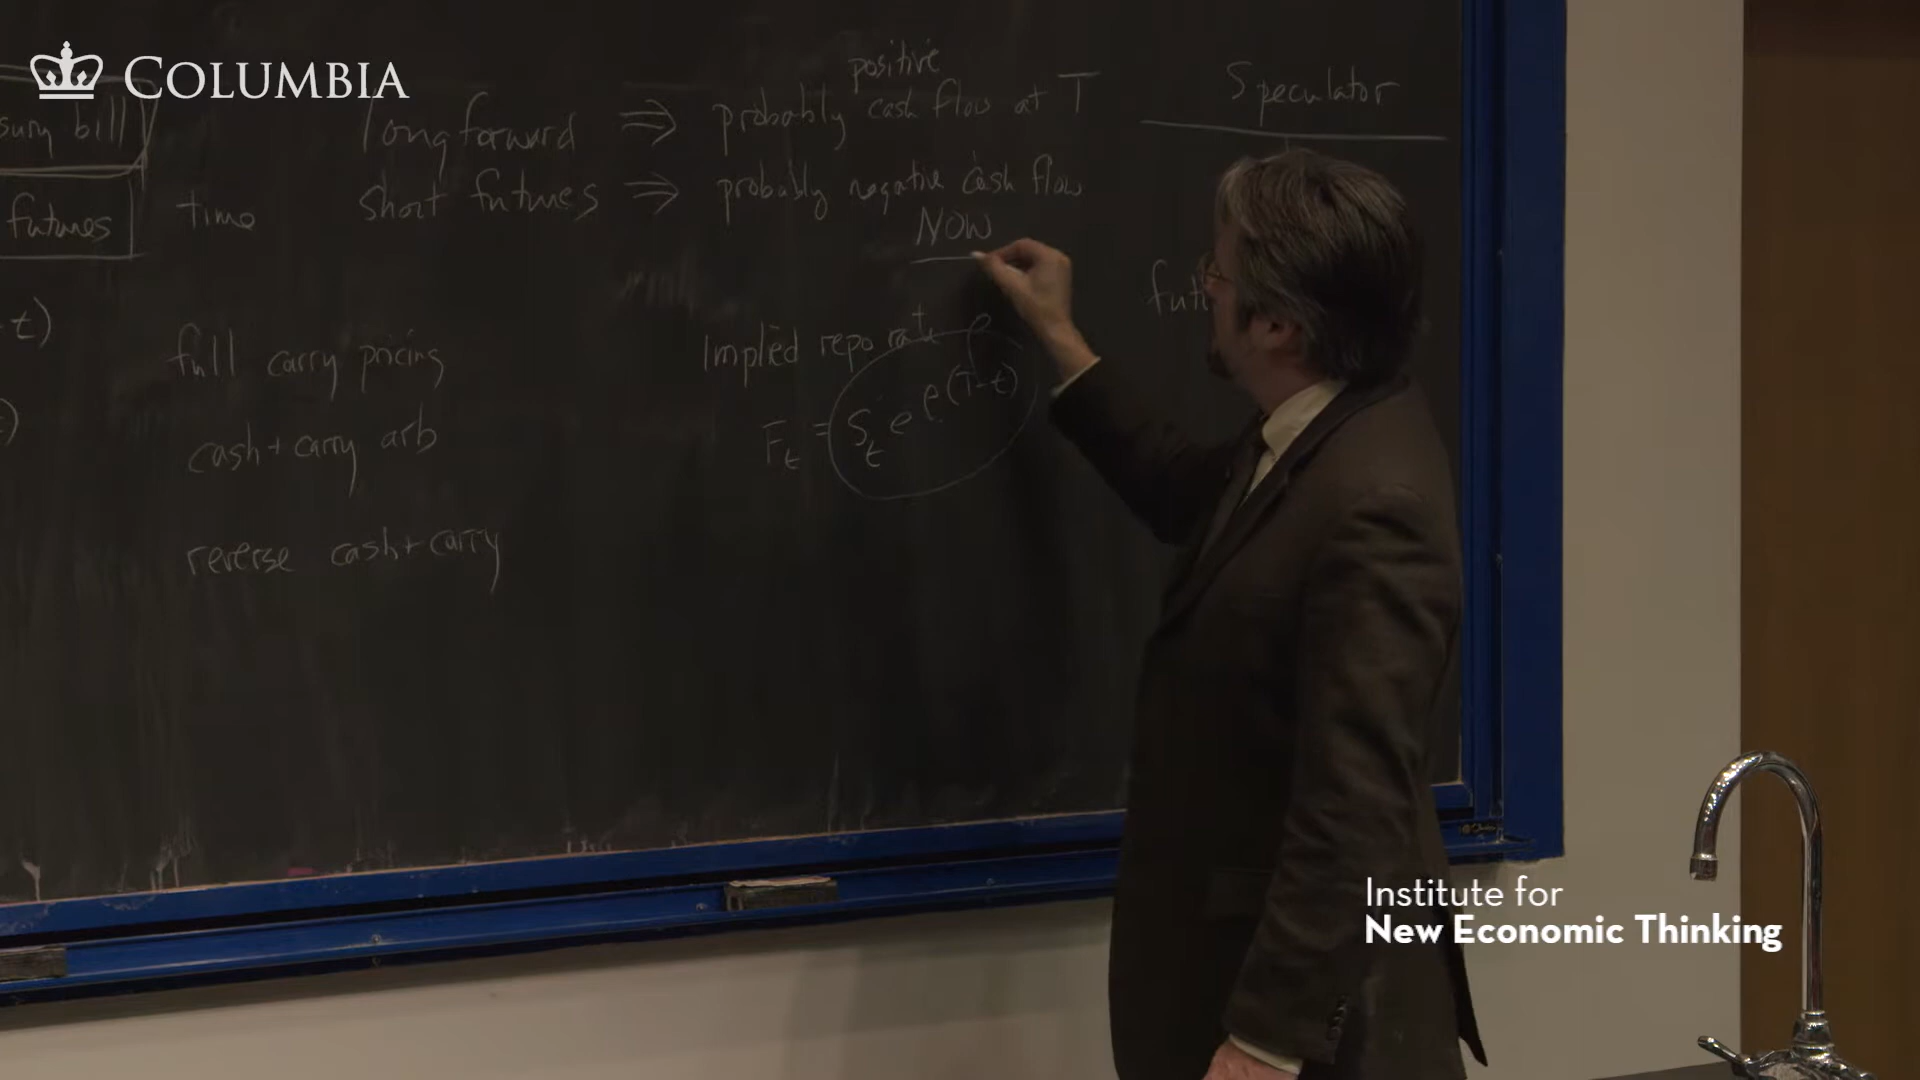 COLUMBIA
positive
sury bill
long forward ⇒ probably cash flow at T
futures
time
short futures ⇒ probably negative cash flow
NOW
t)
full carry pricing
cash + carry arb
reverse cash + carry
Implied repo rate ρ
F_t = S_t e^ρ(T-t)
Speculator
fut
Institute for
New Economic Thinking